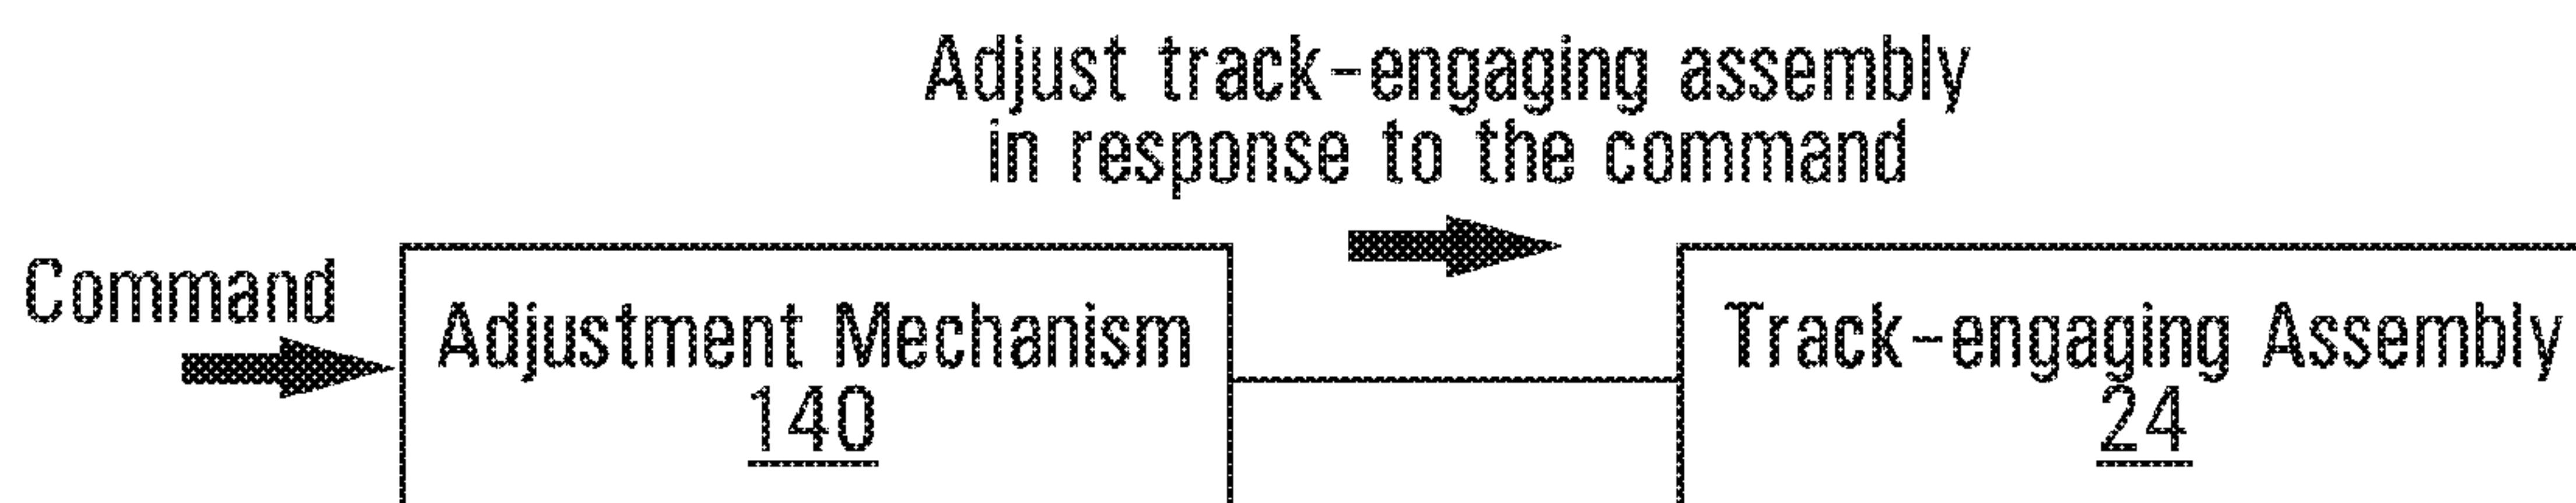 Adjust track-engaging assembly
in response to the command
Command
Adjustment Mechanism
140
Track-engaging Assembly
24